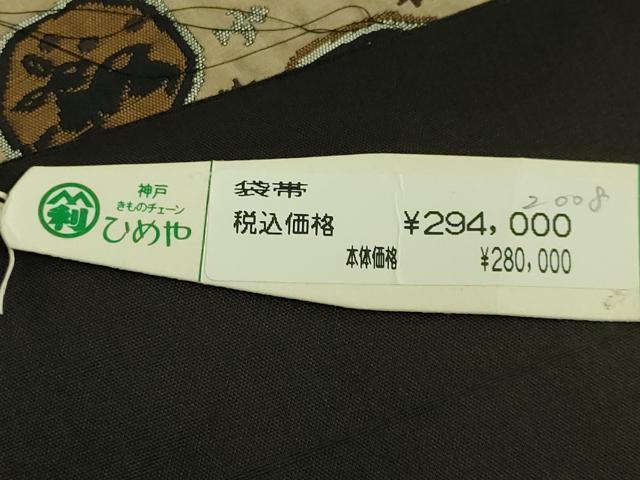 利
神戸
きものチェーン
ひめや
袋帯
税込価格 ¥294,000
本体価格 ¥280,000
2008